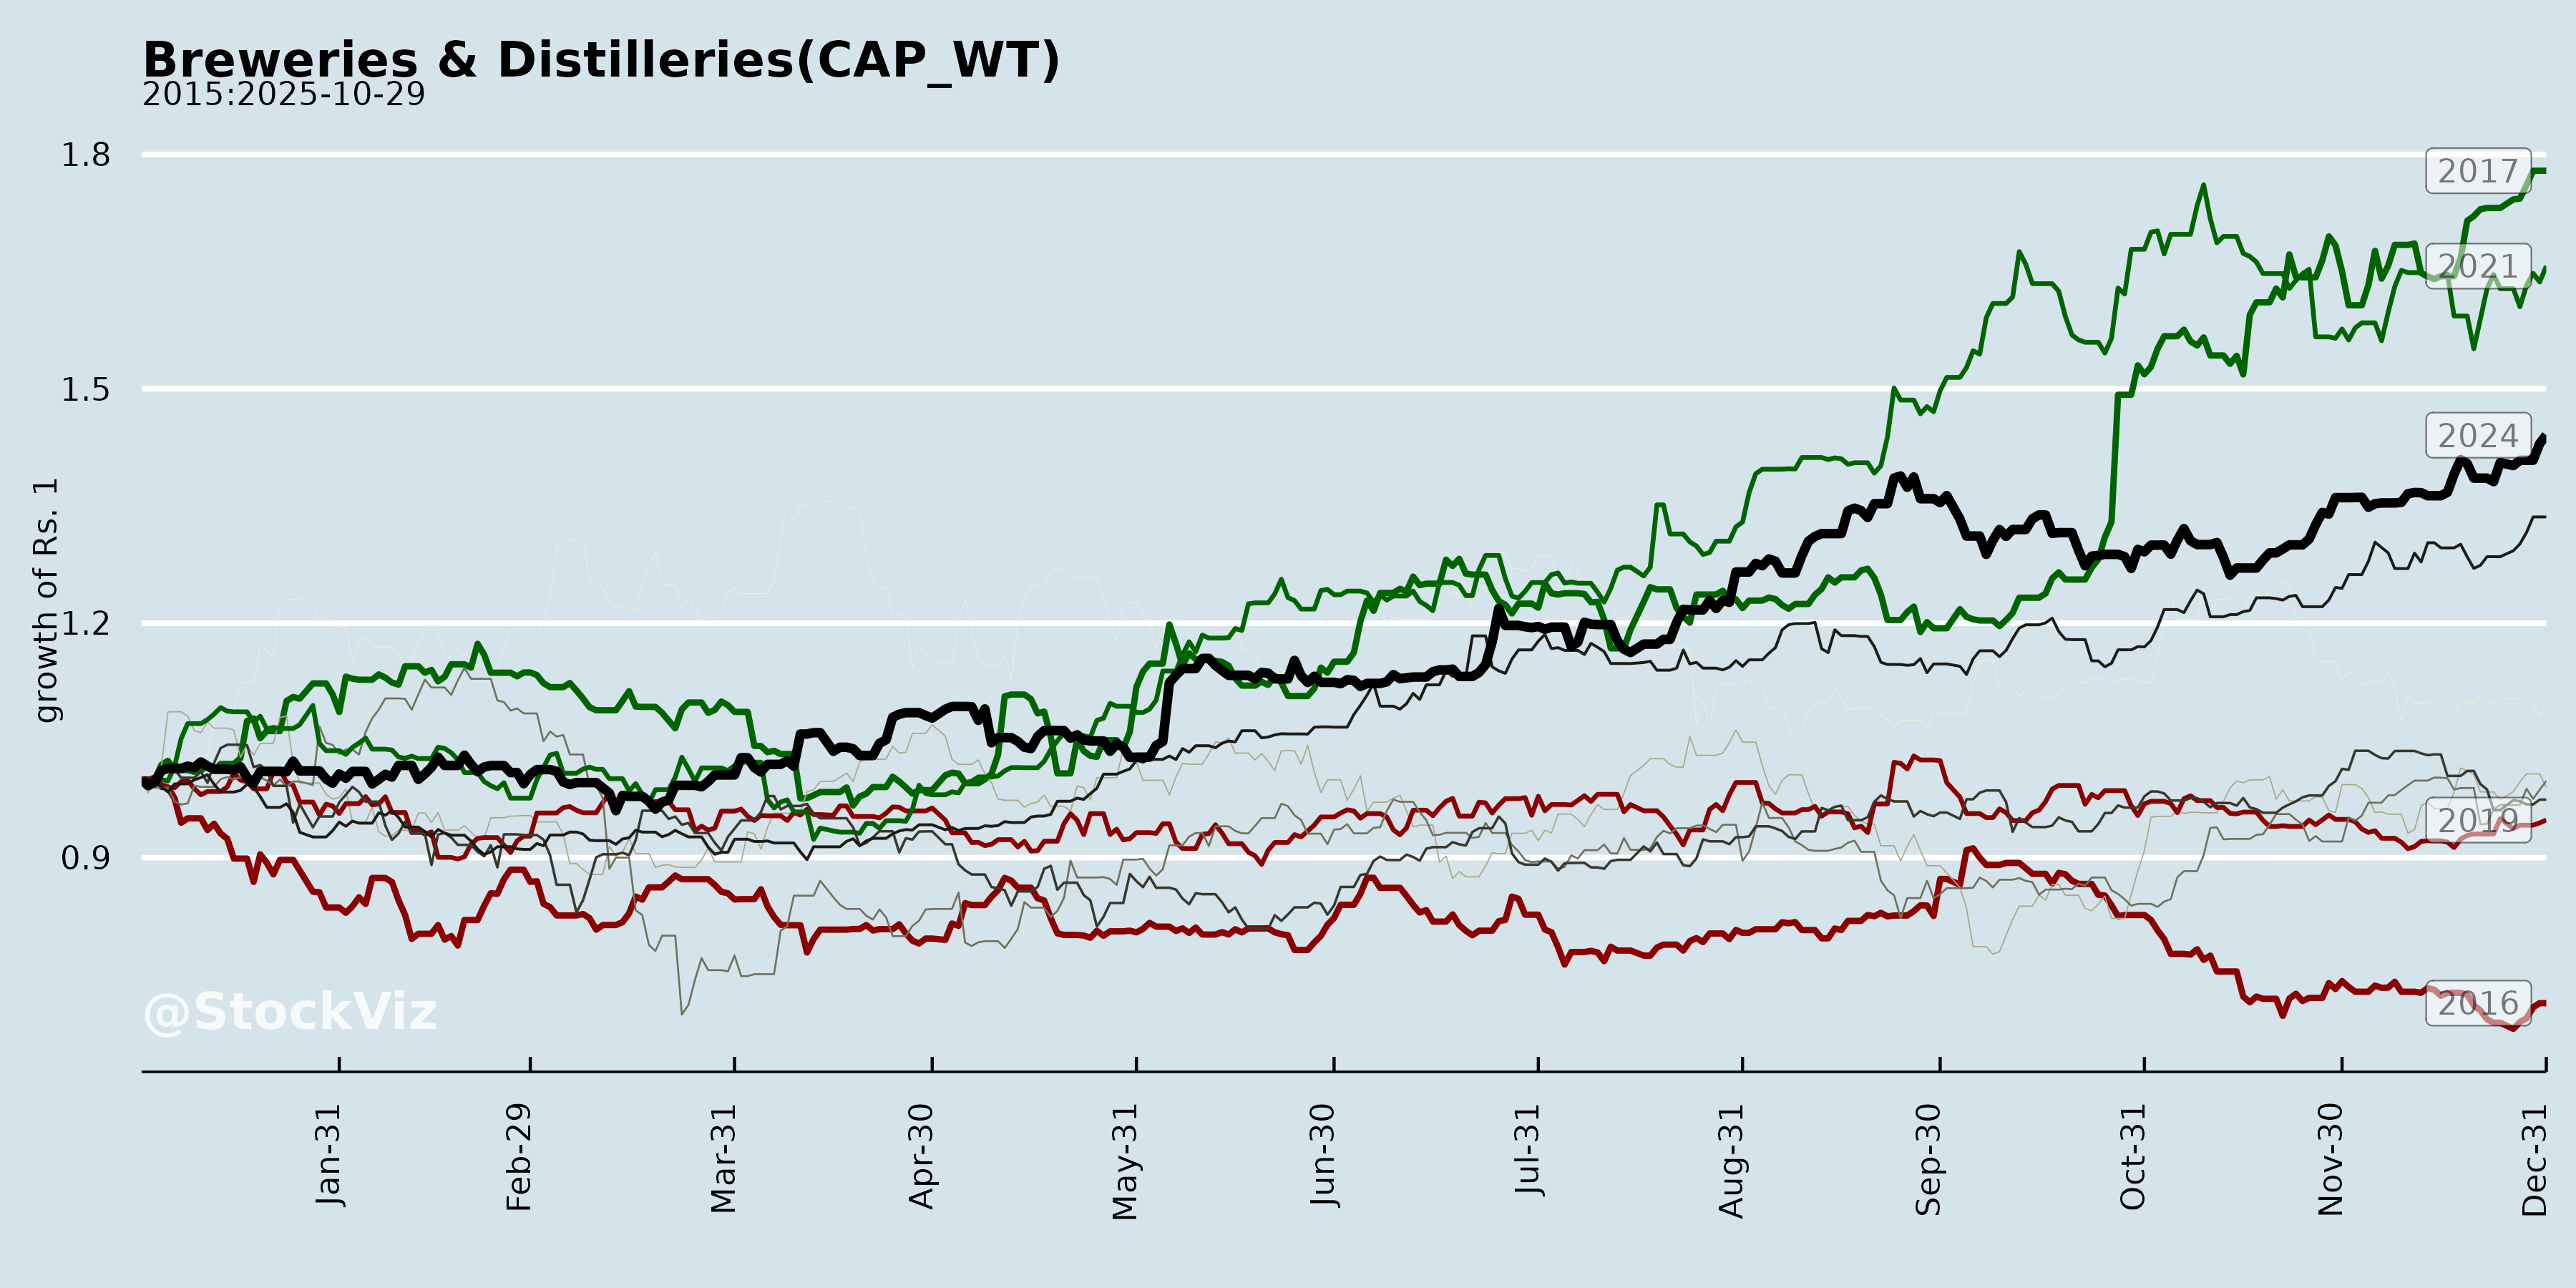 Breweries & Distilleries(CAP_WT)
2015:2025-10-29
growth of Rs. 1
1.8
1.5
1.2
0.9
2017
2021
2024
2019
2016
@StockViz
Jan-31
Feb-29
Mar-31
Apr-30
May-31
Jun-30
Jul-31
Aug-31
Sep-30
Oct-31
Nov-30
Dec-31